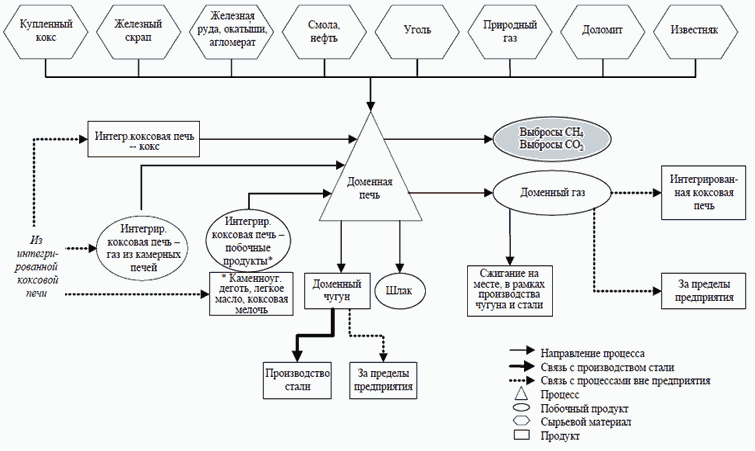 Купленный
кокс
Железный
скрап
Железная
руда, окатыши,
агломерат
Смола,
нефть
Уголь
Природный
газ
Доломит
Известняк
Интегр.коксовая печь
-- кокс
Выбросы CH4
Выбросы CO2
Доменная
печь
Доменный газ
Интегрирован-
ная коксовая
печь
Из
интегри-
рованной
коксовой
печи
Интегрир.
коксовая печь –
газ из камерных
печей
Интегрир.
коксовая печь –
побочные
продукты*
* Каменноуг.
деготь, легкое
масло, коксовая
мелочь
Доменный
чугун
Шлак
Сжигание на
месте, в рамках
производства
чугуна и стали
За пределы
предприятия
Производство
стали
За пределы
предприятия
Направление процесса
Связь с производством стали
Связь с процессами вне предприятия
Процесс
Побочный продукт
Сырьевой материал
Продукт